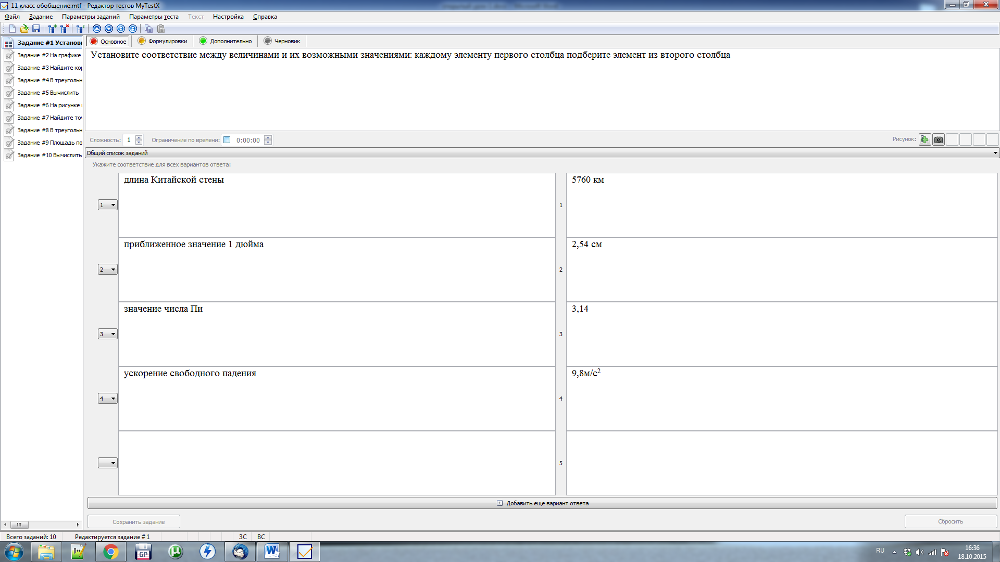 11 класс обобщение.mtf - Редактор тестов MyTestX
Файл Задание Параметры заданий Параметры теста Текст Настройка Справка
Задание #1 Установи
Задание #2 На графике
Задание #3 Найдите кор
Задание #4 В треугольн
Задание #5 Вычислить
Задание #6 На рисунке
Задание #7 Найдите то
Задание #8 В треугольн
Задание #9 Площадь по
Задание #10 Вычислить
Основное Формулировки Дополнительно Черновик
Установите соответствие между величинами и их возможными значениями: каждому элементу первого столбца подберите элемент из второго столбца
Сложность: 1 Ограничение по времени: 0:00:00 Рисунок:
Общий список заданий
Укажите соответствие для всех вариантов ответа:
1 длина Китайской стены 1 5760 км
2 приближенное значение 1 дюйма 2 2,54 см
3 значение числа Пи 3 3,14
4 ускорение свободного падения 4 9,8м/с²
5
Добавить еще вариант ответа
Сохранить задание Сбросить
Всего заданий: 10 Редактируется задание # 1 ЗС ВС
GP
RU 16:36
18.10.2015